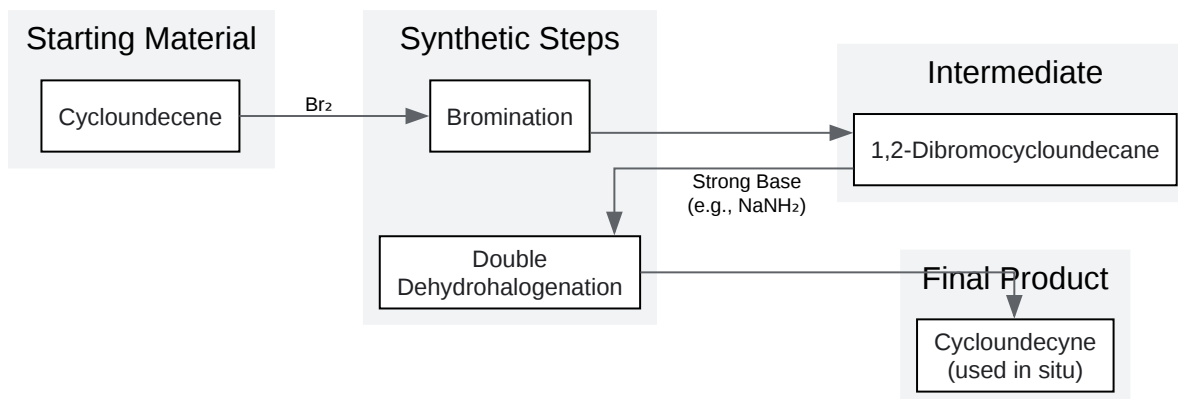 Starting Material
Cycloundecene
Br₂
Synthetic Steps
Bromination
Intermediate
1,2-Dibromocycloundecane
Strong Base
(e.g., NaNH₂)
Double
Dehydrohalogenation
Final Product
Cycloundecyne
(used in situ)